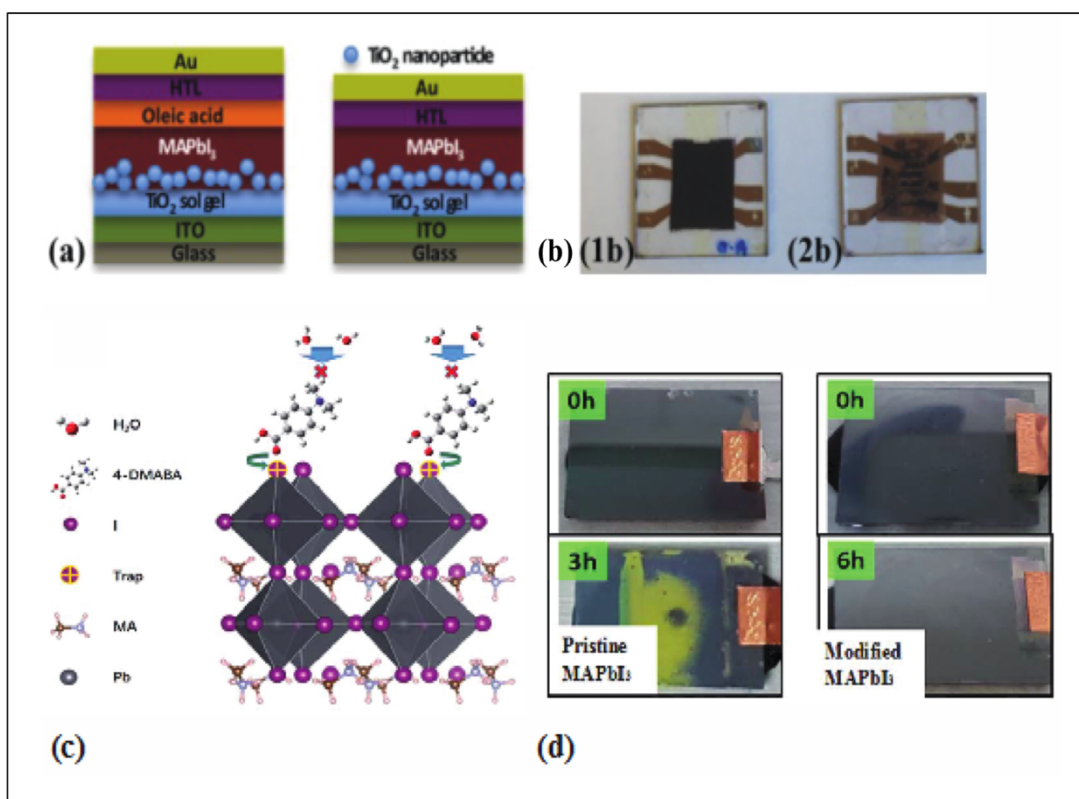 TiO₂ nanoparticle
Au
HTL
Oleic acid
MAPbI₃
TiO₂ sol gel
ITO
Glass
Au
HTL
MAPbI₃
TiO₂ sol gel
ITO
Glass
(a)
(b)
(1b)
(2b)
H₂O
4-DMABA
I
Trap
MA
Pb
(c)
0h
3h
Pristine
MAPbI₃
0h
6h
Modified
MAPbI₃
(d)